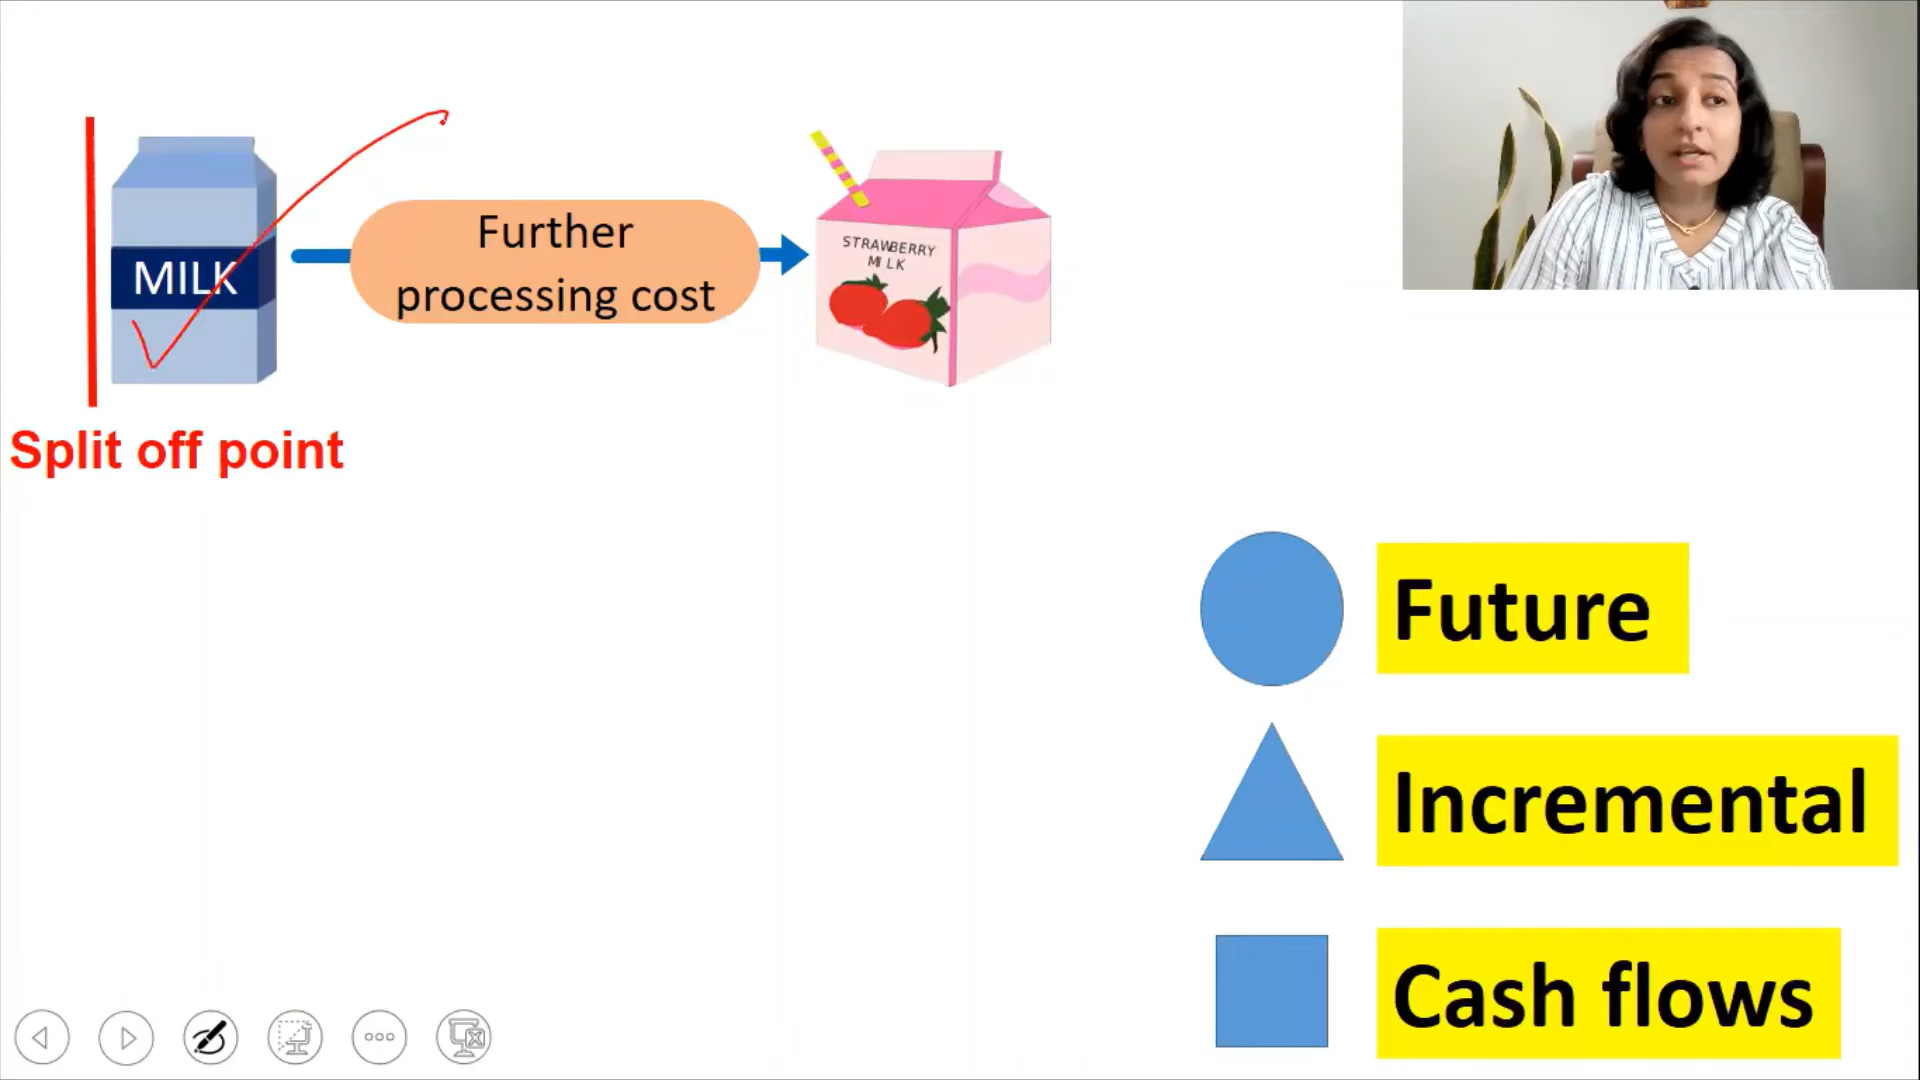 MILK
Further
processing cost
STRAWBERRY
MILK
Split off point
Future
Incremental
Cash flows